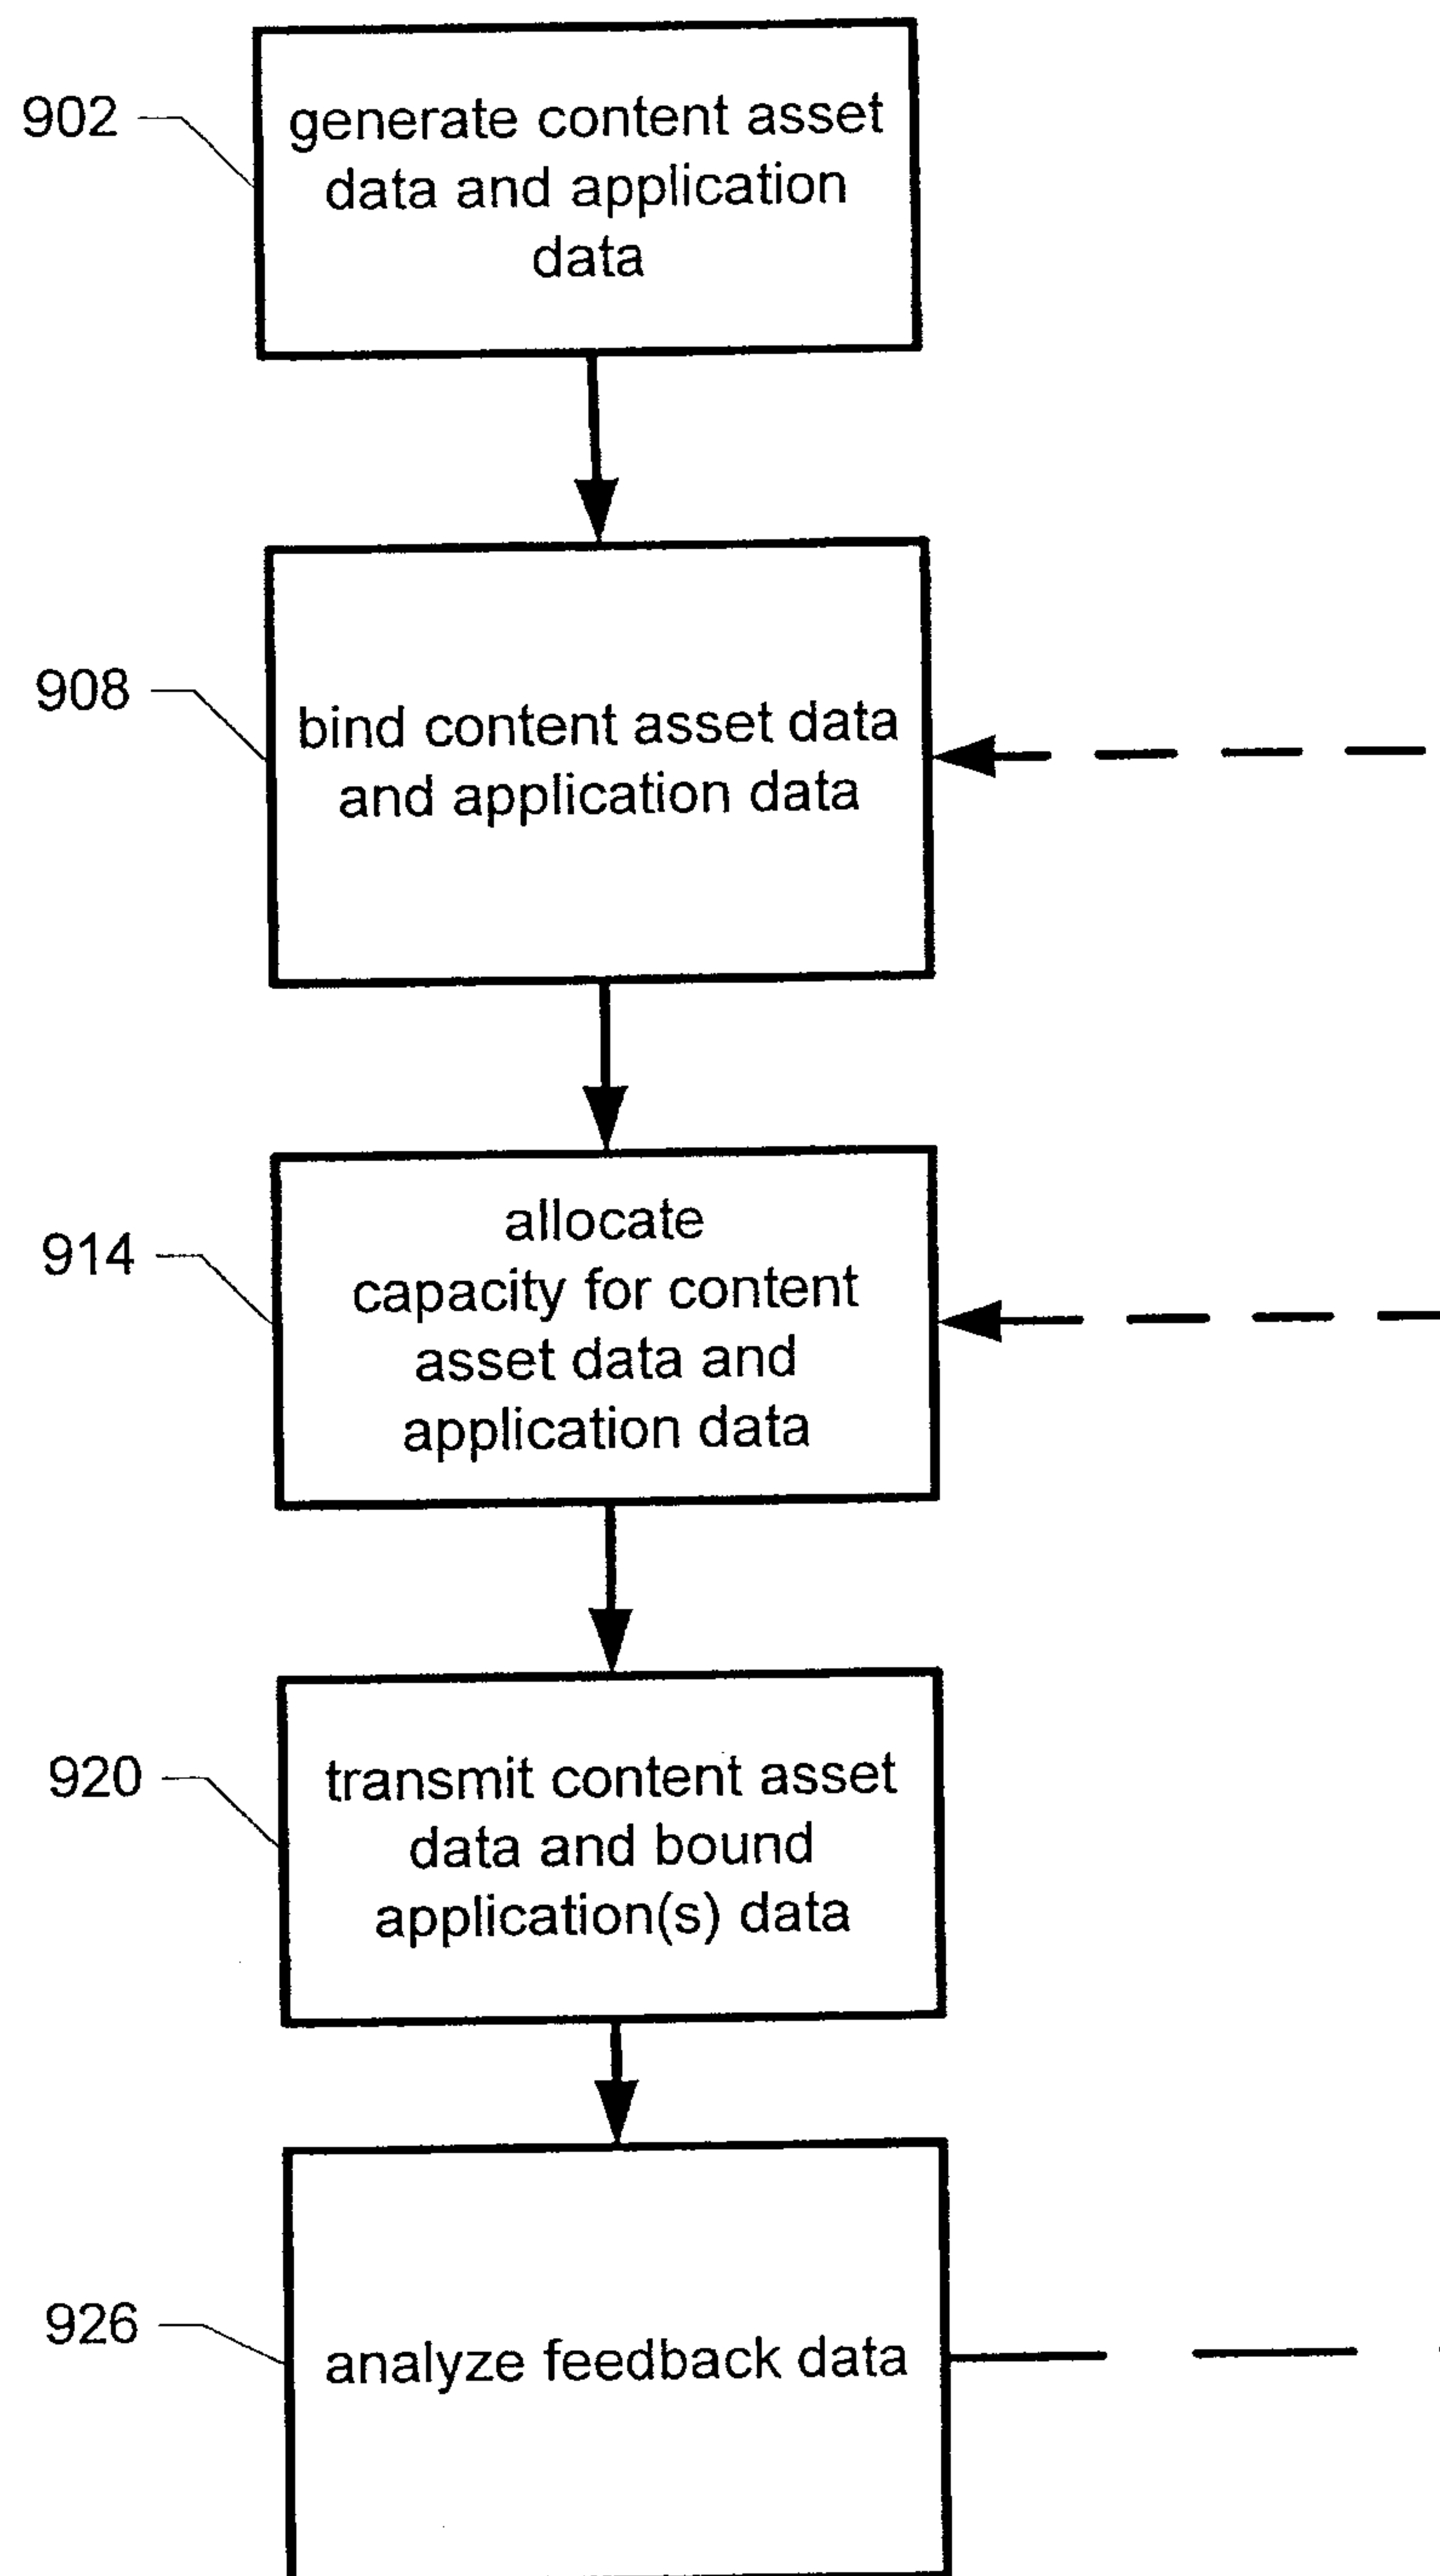 902
generate content asset
data and application
data
908
bind content asset data
and application data
914
allocate
capacity for content
asset data and
application data
920
transmit content asset
data and bound
application(s) data
926
analyze feedback data